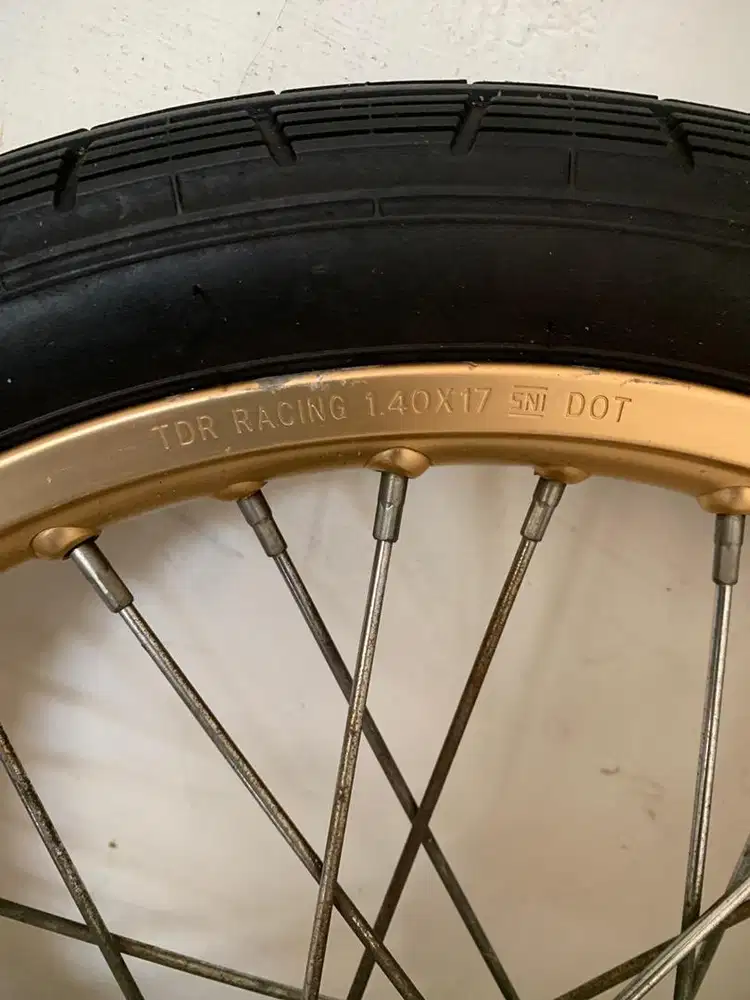 TDR RACING 1.40X17 SNI DOT